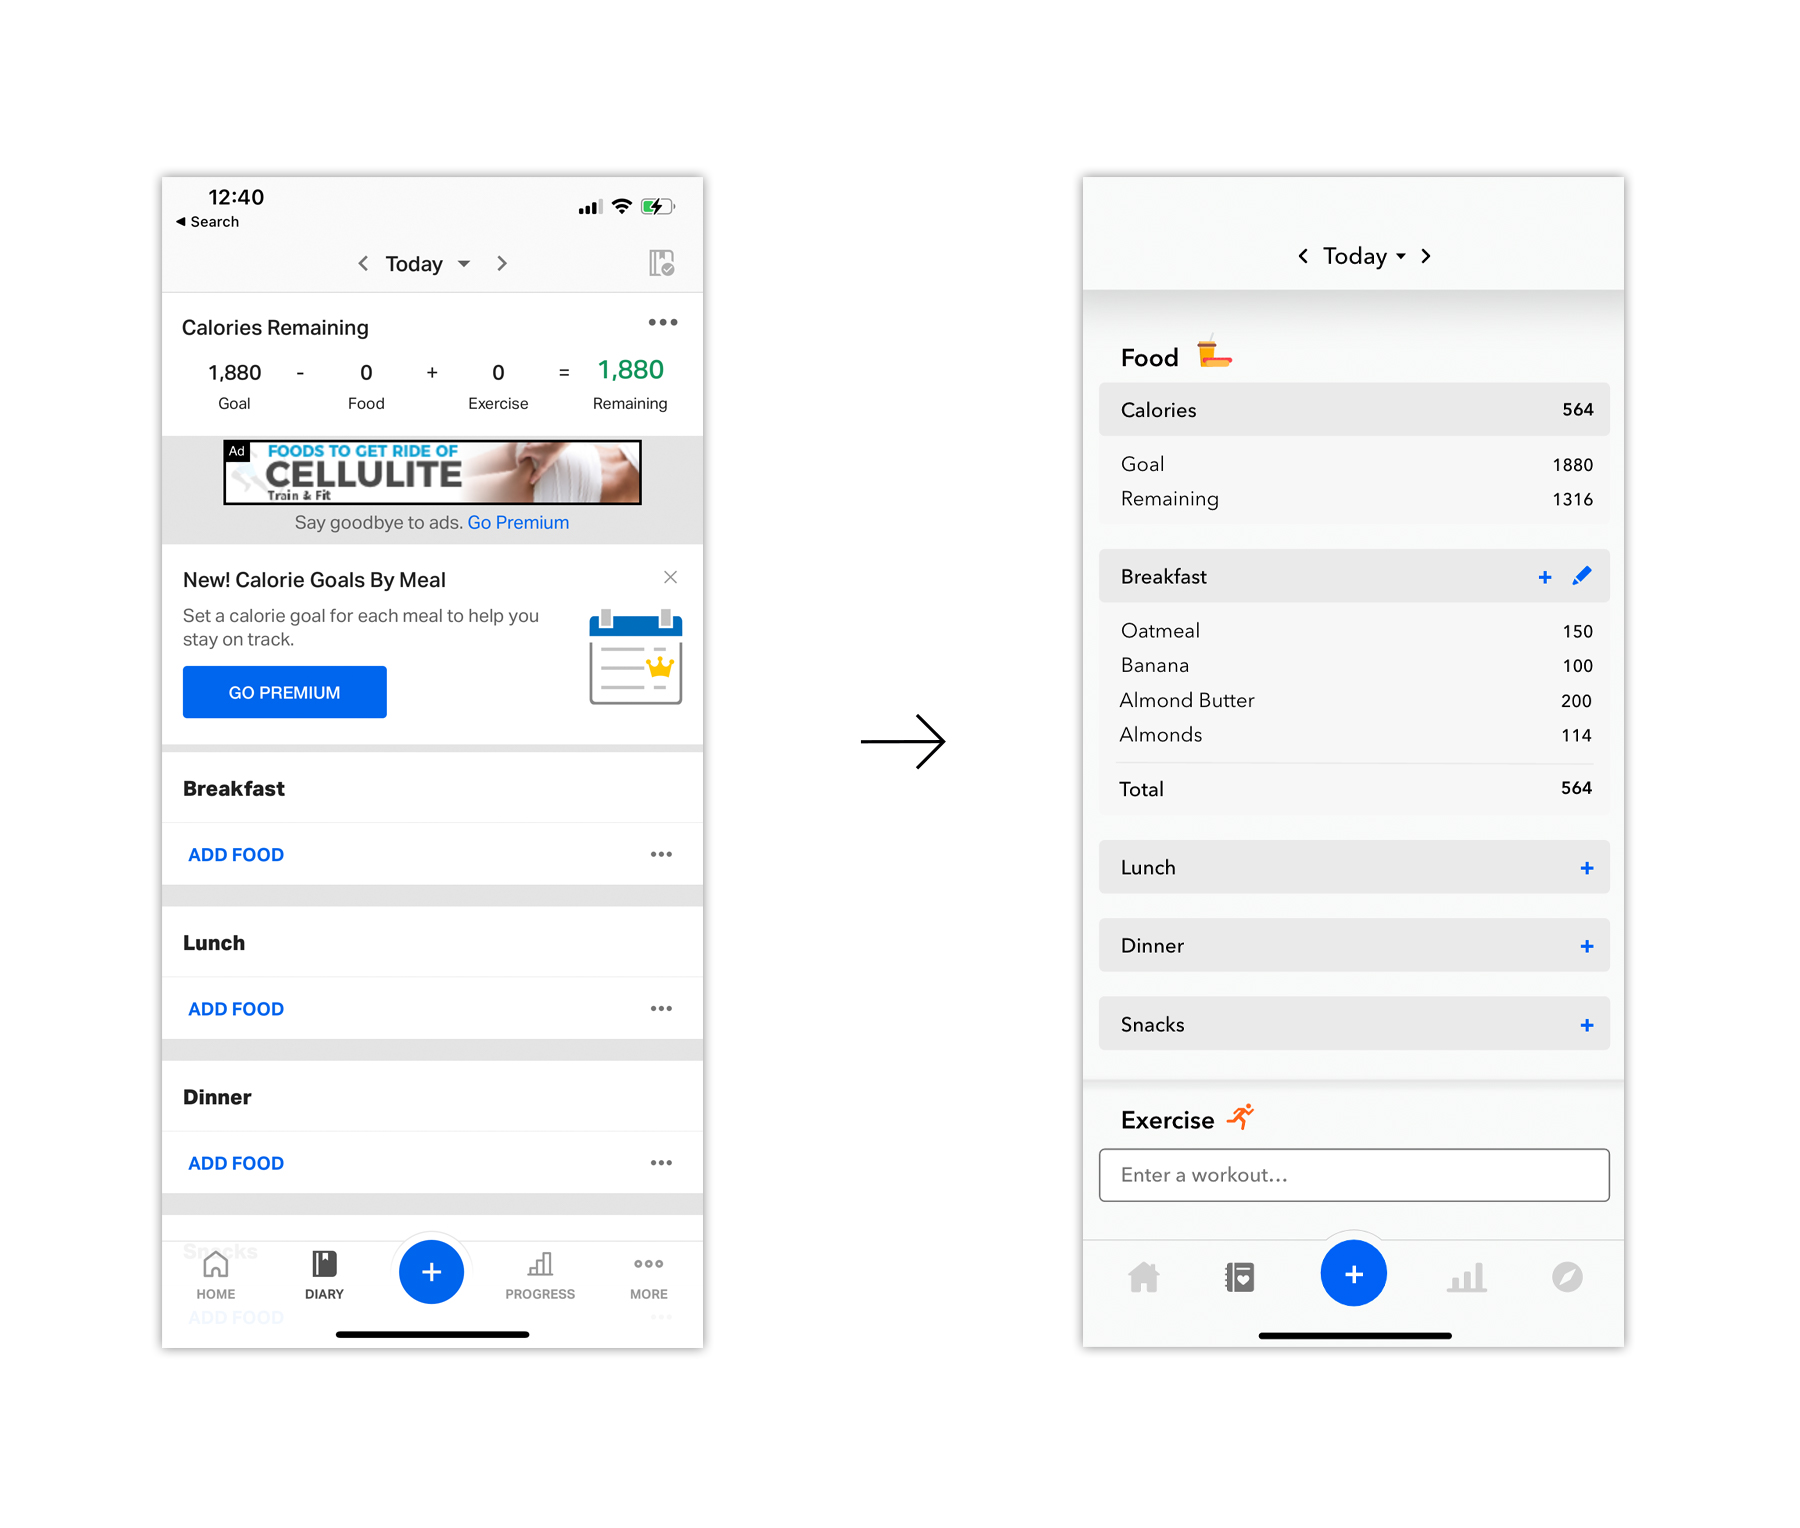 12:40
◀ Search
Today
Calories Remaining
1,880 - 0 + 0 = 1,880
Goal Food Exercise Remaining
Ad
FOODS TO GET RIDE OF
CELLULITE
Train & Fit
Say goodbye to ads. Go Premium
New! Calorie Goals By Meal
Set a calorie goal for each meal to help you
stay on track.
GO PREMIUM
Breakfast
ADD FOOD
Lunch
ADD FOOD
Dinner
ADD FOOD
Snacks
HOME DIARY PROGRESS MORE
ADD FOOD
Today
Food
Calories 564
Goal 1880
Remaining 1316
Breakfast
Oatmeal 150
Banana 100
Almond Butter 200
Almonds 114
Total 564
Lunch
Dinner
Snacks
Exercise
Enter a workout...